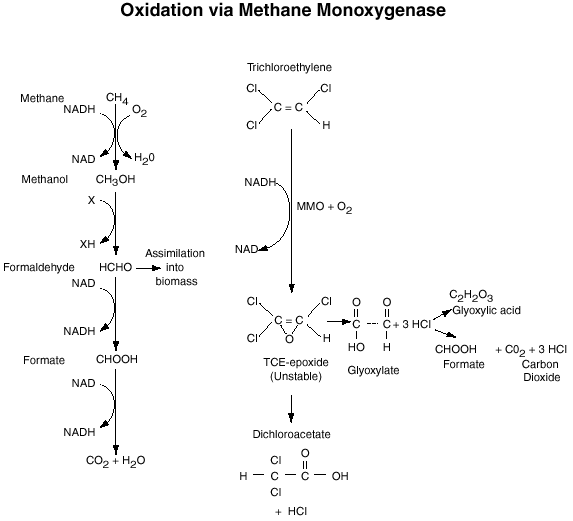 Oxidation via Methane Monoxygenase
Methane
CH4
NADH
O2
NAD
H20
Methanol
CH3OH
X
XH
Formaldehyde
HCHO
Assimilation
into
biomass
NAD
NADH
Formate
CHOOH
NAD
NADH
CO2 + H2O
Trichloroethylene
Cl
Cl
C = C
Cl
H
NADH
MMO + O2
NAD
Cl
Cl
C = C
Cl
H
O
TCE-epoxide
(Unstable)
O
O
C --- C + 3 HCl
HO
H
Glyoxylate
C2H2O3
Glyoxylic acid
CHOOH
Formate
+ C02 + 3 HCl
Carbon
Dioxide
Dichloroacetate
Cl
O
H — C — C — OH
Cl
+ HCl